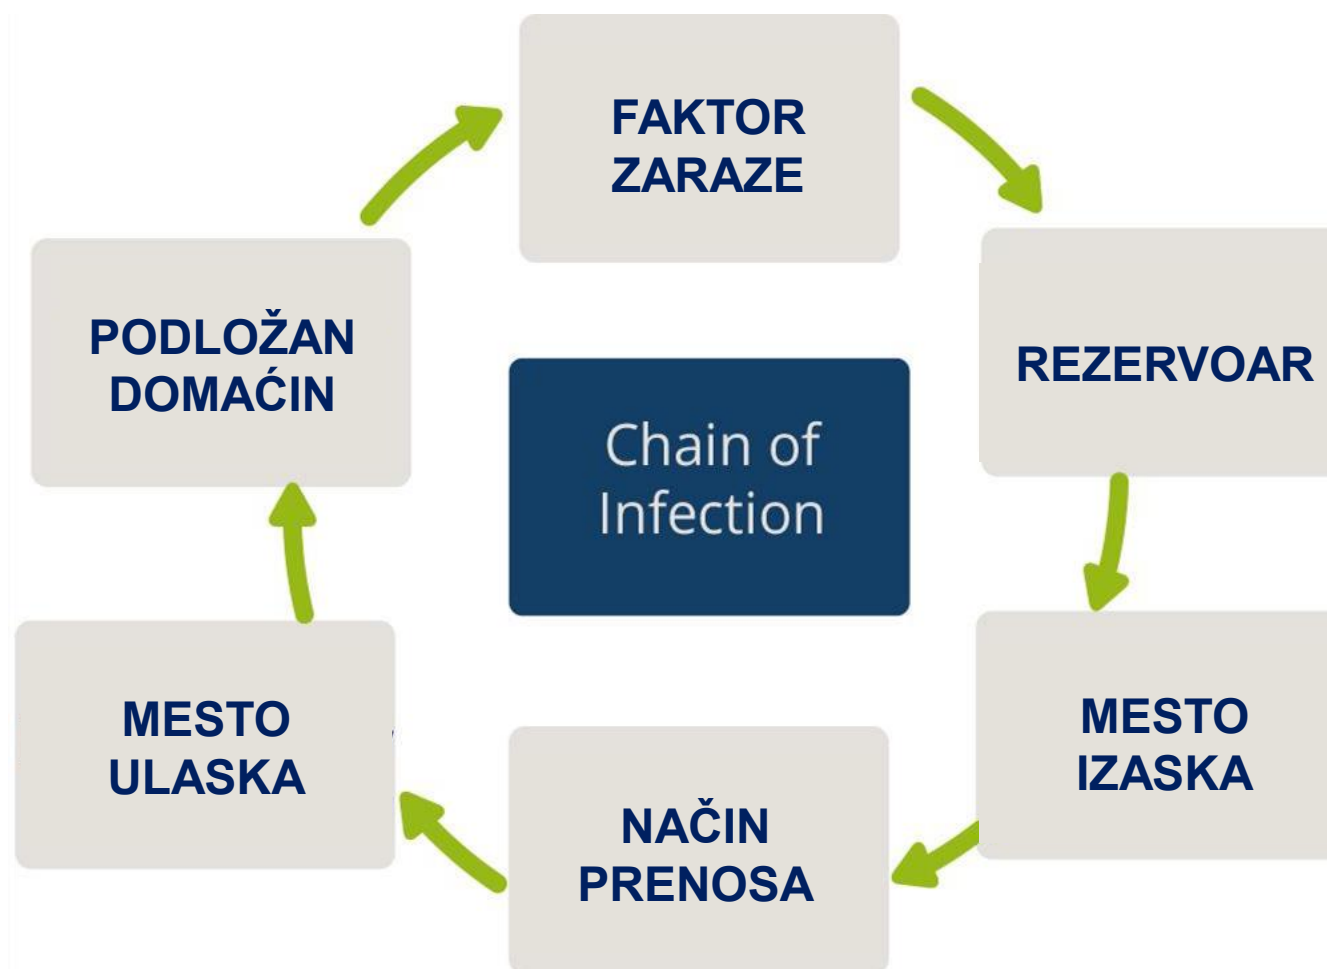 FAKTOR
ZARAZE
REZERVOAR
MESTO
IZASKA
NAČIN
PRENOSA
MESTO
ULASKA
PODLOŽAN
DOMAĆIN
Chain of
Infection